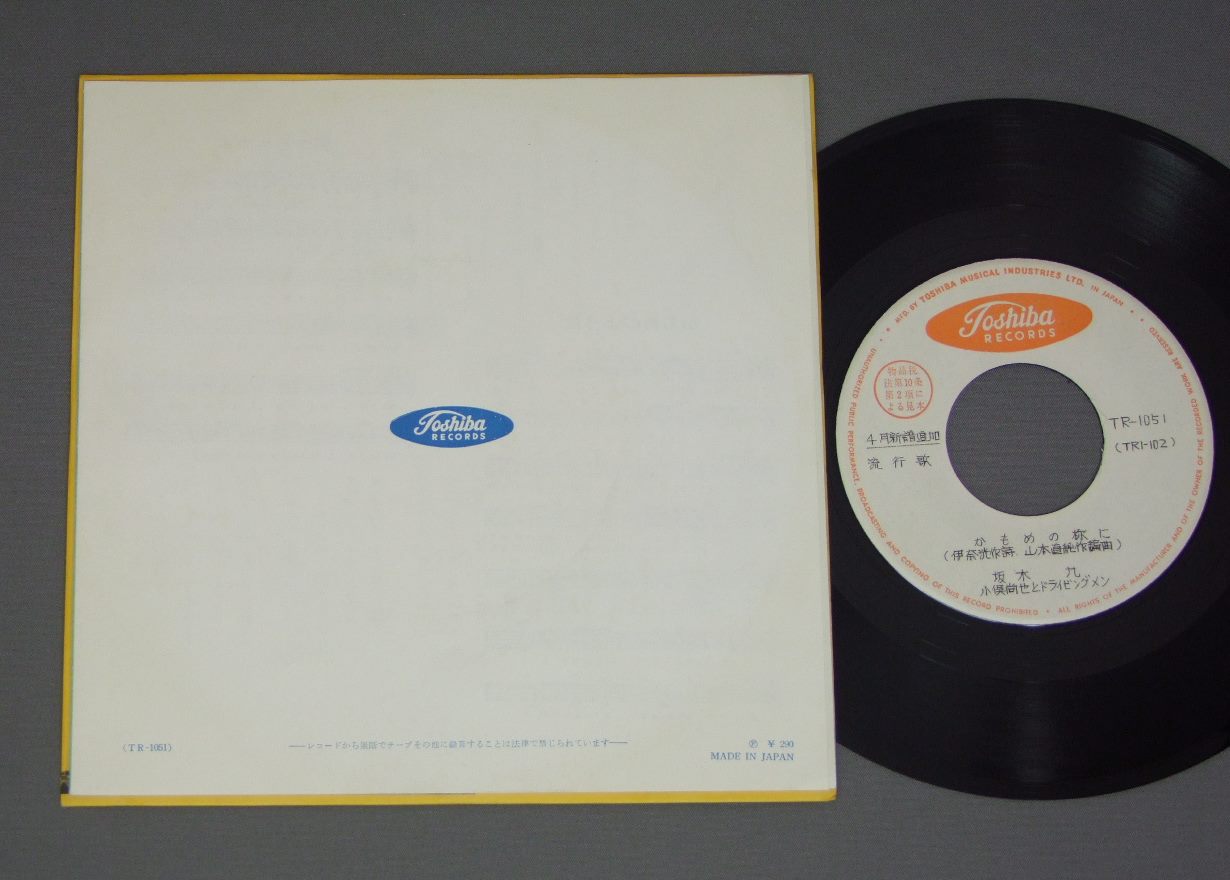 Toshiba
RECORDS
(TR-1051)
──レコードから無断でテープその他に録音することは法律で禁じられています──
Ⓟ ¥ 290
MADE IN JAPAN
• MFD. BY TOSHIBA MUSICAL INDUSTRIES LTD. IN JAPAN •
Toshiba
RECORDS
物品税
法第10条
第2項に
よる見本
4月新譜追加
流行歌
TR-1051
(TR1-102)
かもめの旅に
(伊奈洸作詩 山本直純作編曲)
坂本 九
小俣尚也とドライビングメン
UNAUTHORIZED PUBLIC PERFORMANCE, BROADCASTING AND COPYING OF THIS RECORD PROHIBITED • ALL RIGHTS OF THE MANUFACTURER AND OF THE OWNER OF THE RECORDED WORK ARE RESERVED